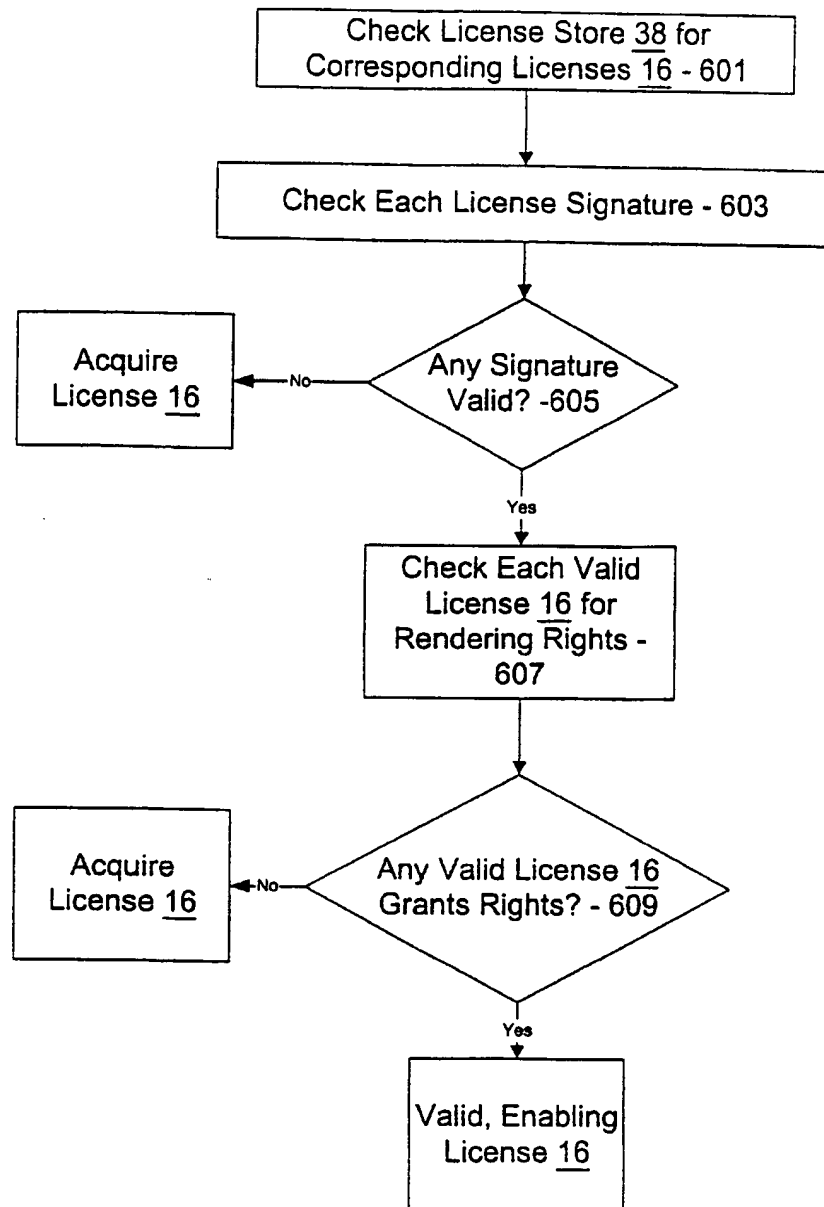 Check License Store 38 for
Corresponding Licenses 16 - 601
Check Each License Signature - 603
Any Signature
Valid? -605
No
Acquire
License 16
Yes
Check Each Valid
License 16 for
Rendering Rights -
607
Any Valid License 16
Grants Rights? - 609
No
Acquire
License 16
Yes
Valid, Enabling
License 16